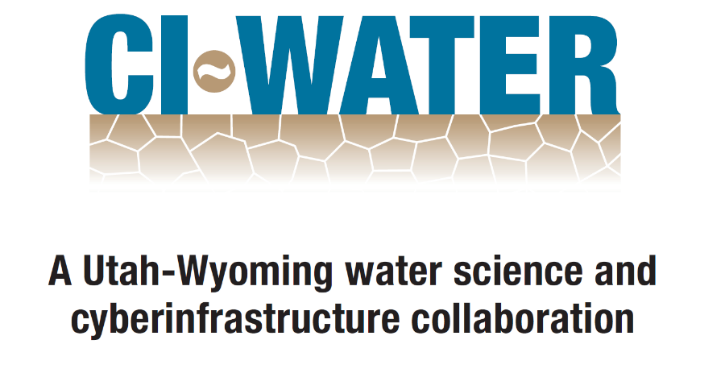 CI-WATER
A Utah-Wyoming water science and
cyberinfrastructure collaboration